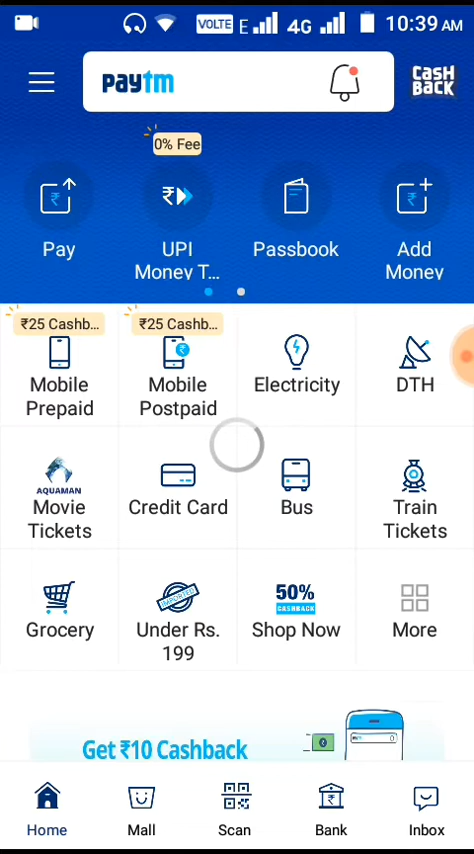 VOLTE E 4G 10:39 AM
paytm
CASH
BACK
0% Fee
Pay
UPI
Money T...
Passbook
Add
Money
₹25 Cashb...
₹25 Cashb...
Mobile
Prepaid
Mobile
Postpaid
Electricity
DTH
AQUAMAN
Movie
Tickets
Credit Card
Bus
Train
Tickets
IMPORTED
50%
CASHBACK
Grocery
Under Rs.
199
Shop Now
More
Get ₹10 Cashback
Home
Mall
Scan
Bank
Inbox